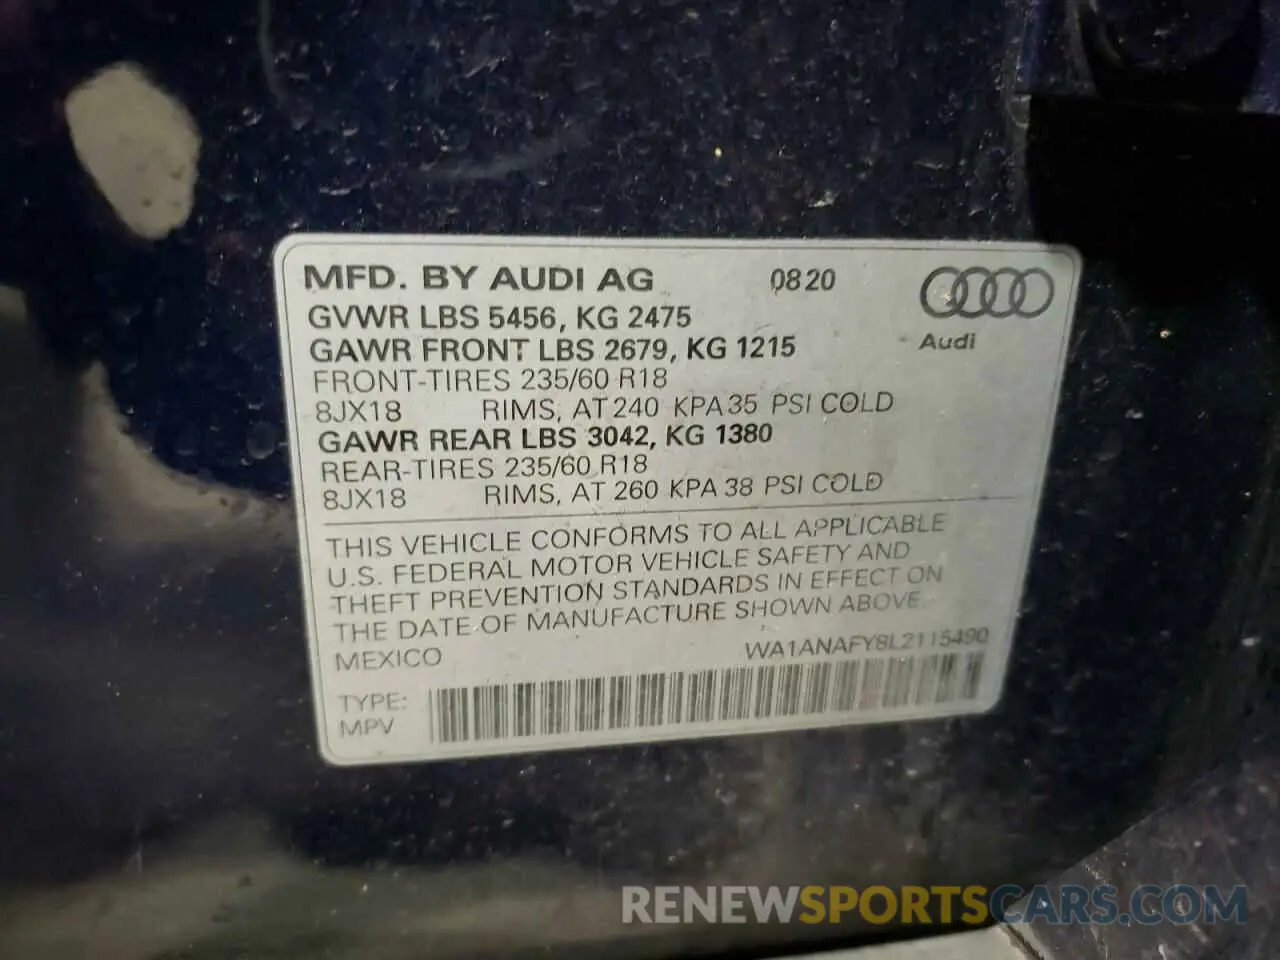 MFD. BY AUDI AG 0820
GVWR LBS 5456, KG 2475
GAWR FRONT LBS 2679, KG 1215
Audi
FRONT-TIRES 235/60 R18
8JX18 RIMS, AT 240 KPA 35 PSI COLD
GAWR REAR LBS 3042, KG 1380
REAR-TIRES 235/60 R18
8JX18 RIMS, AT 260 KPA 38 PSI COLD
THIS VEHICLE CONFORMS TO ALL APPLICABLE
U.S. FEDERAL MOTOR VEHICLE SAFETY AND
THEFT PREVENTION STANDARDS IN EFFECT ON
THE DATE OF MANUFACTURE SHOWN ABOVE.
MEXICO WA1ANAFY8L2115490
TYPE:
MPV
RENEWSPORTSCARS.COM